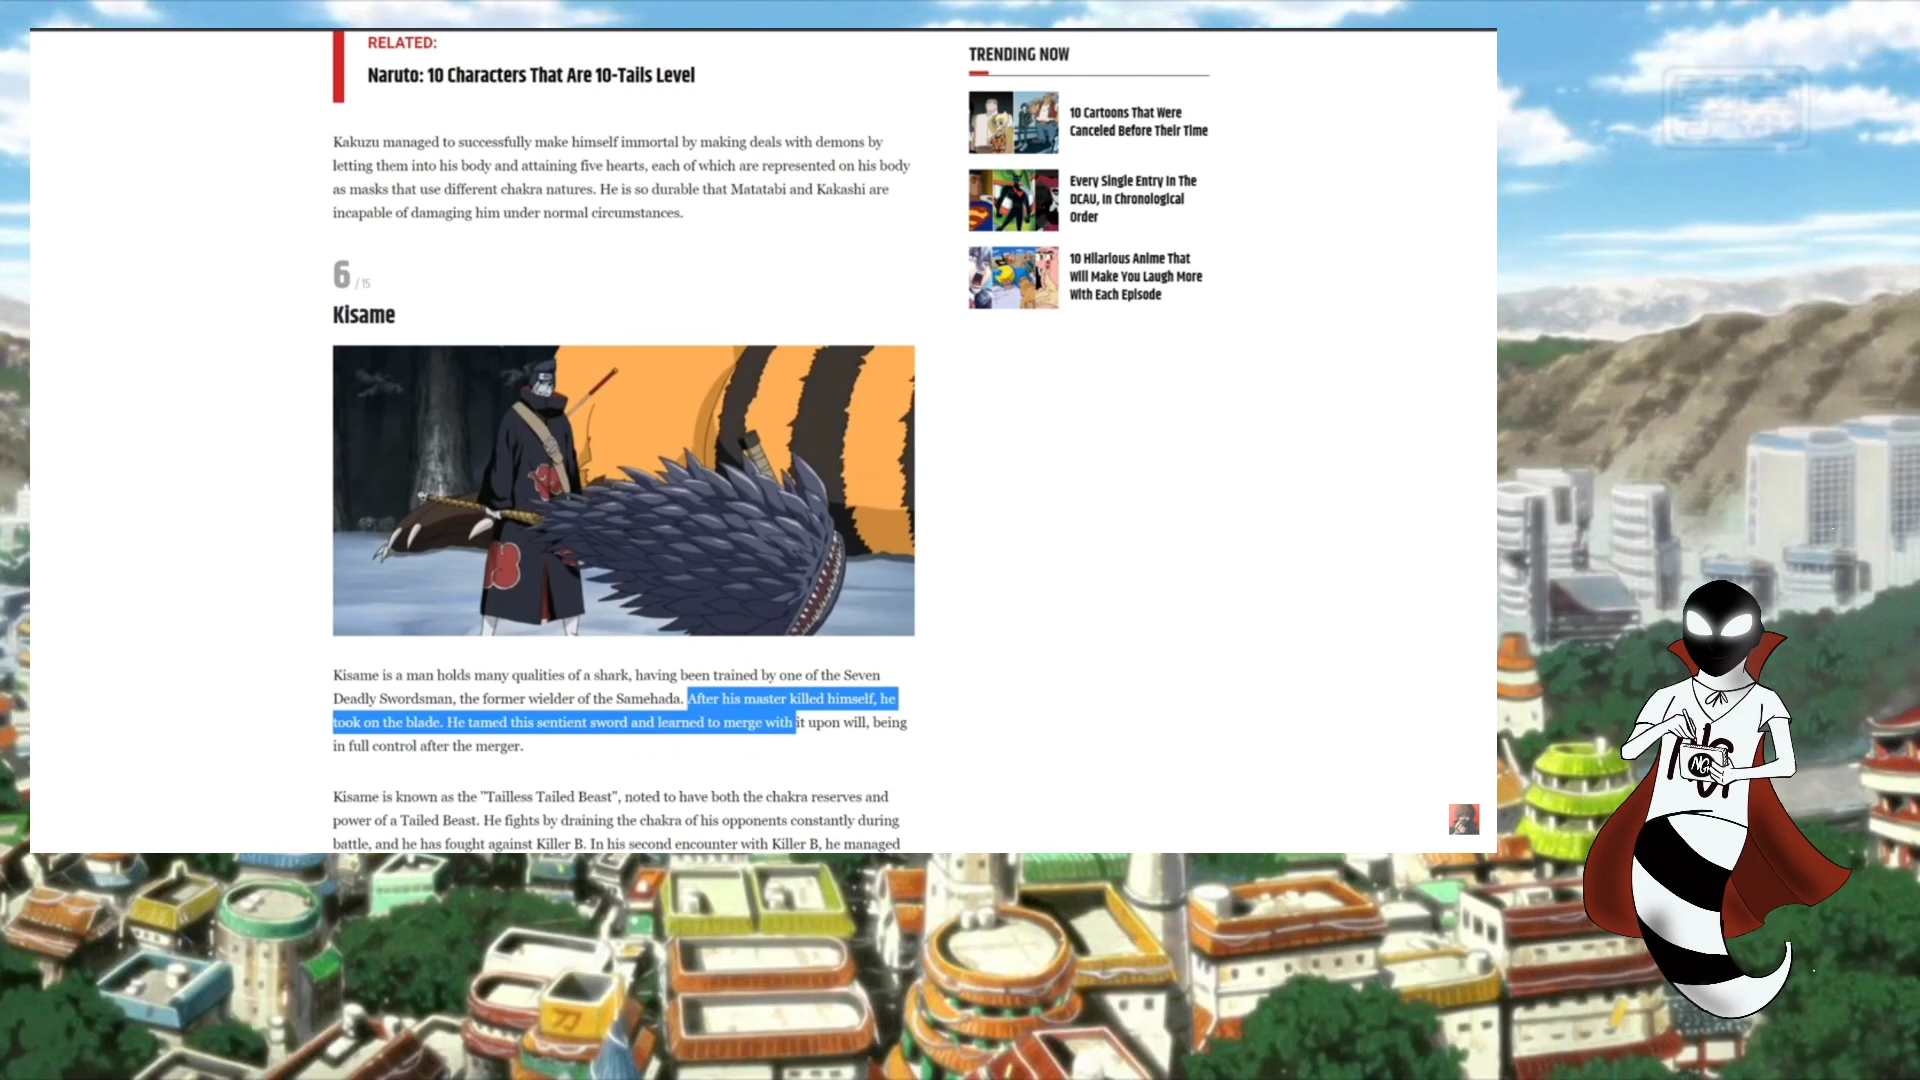 RELATED:
Naruto: 10 Characters That Are 10-Tails Level
Kakuzu managed to successfully make himself immortal by making deals with demons by
letting them into his body and attaining five hearts, each of which are represented on his body
as masks that use different chakra natures. He is so durable that Matatabi and Kakashi are
incapable of damaging him under normal circumstances.
6 / 15
Kisame
Kisame is a man holds many qualities of a shark, having been trained by one of the Seven
Deadly Swordsman, the former wielder of the Samehada. After his master killed himself, he
took on the blade. He tamed this sentient sword and learned to merge with it upon will, being
in full control after the merger.
Kisame is known as the "Tailless Tailed Beast", noted to have both the chakra reserves and
power of a Tailed Beast. He fights by draining the chakra of his opponents constantly during
battle, and he has fought against Killer B. In his second encounter with Killer B, he managed
TRENDING NOW
10 Cartoons That Were
Canceled Before Their Time
Every Single Entry In The
DCAU, In Chronological
Order
10 Hilarious Anime That
Will Make You Laugh More
With Each Episode
NG